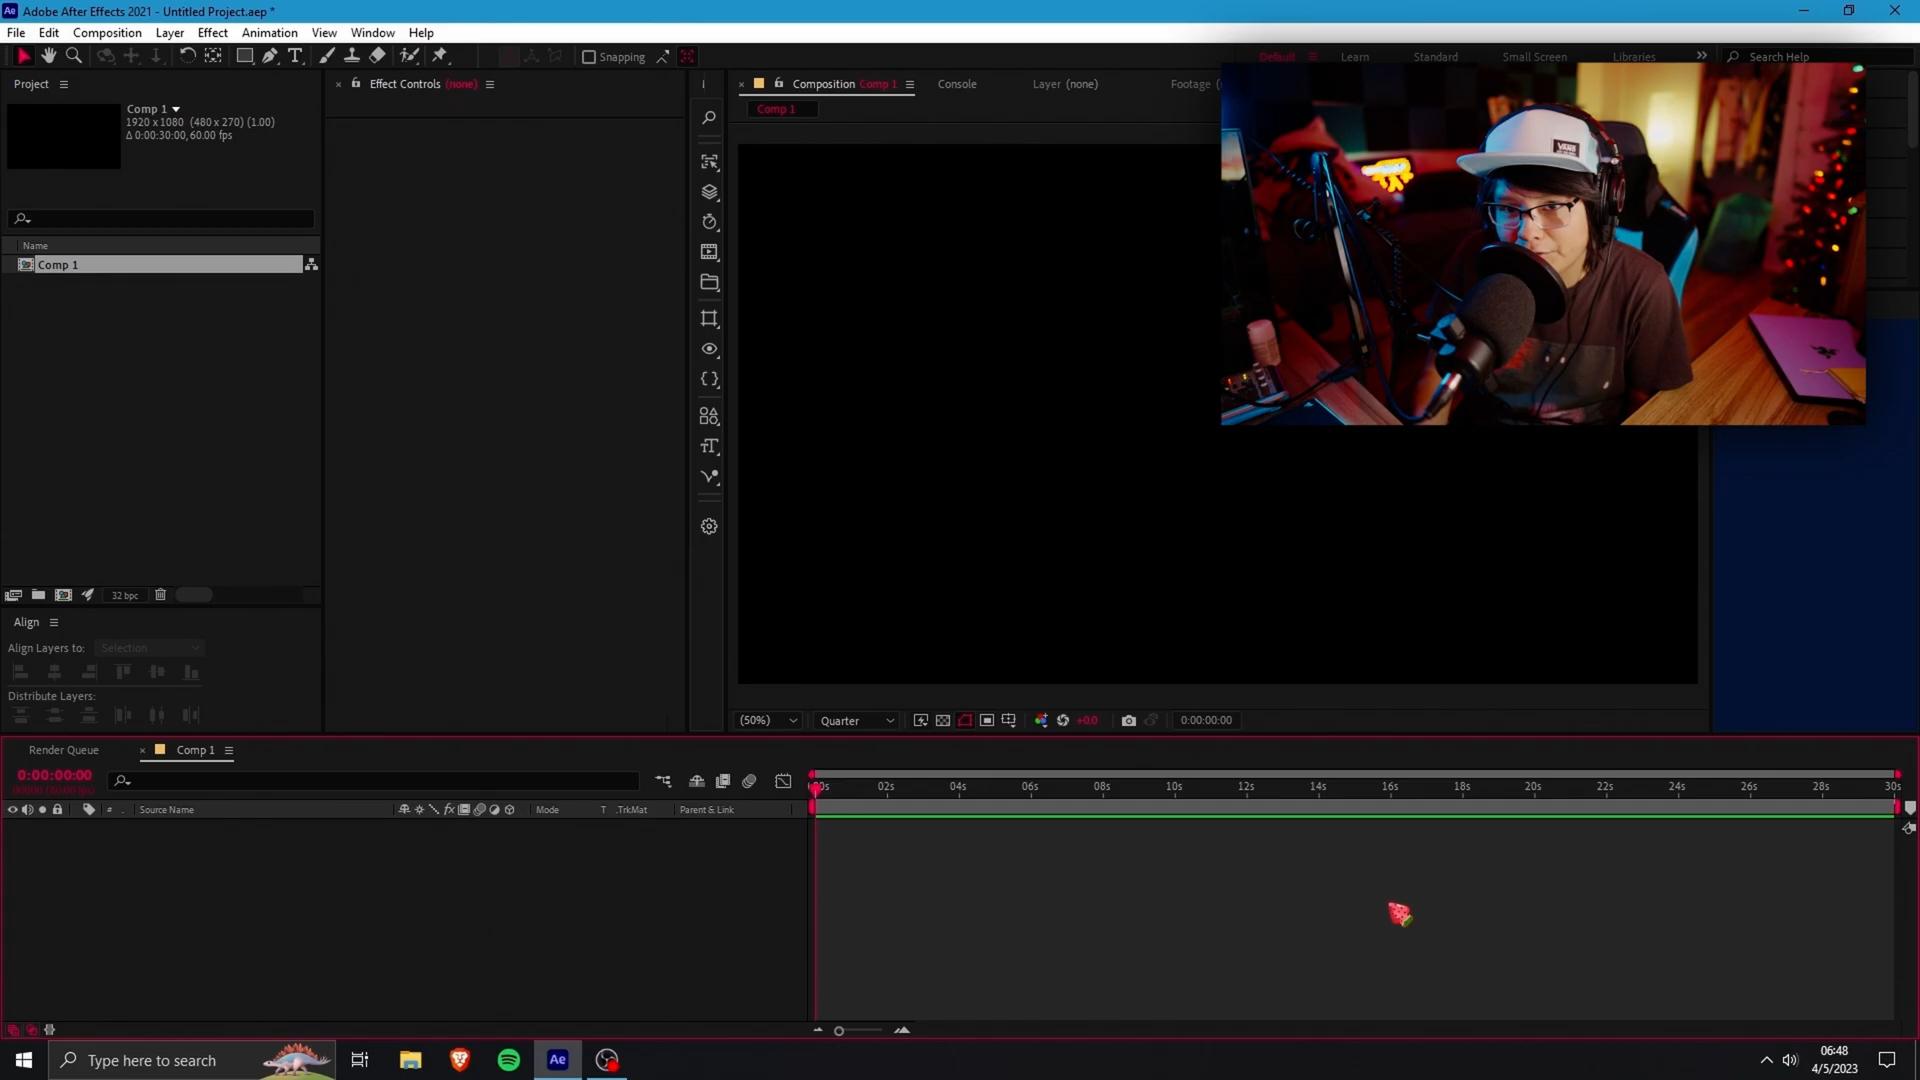 Adobe After Effects 2021 - Untitled Project.aep *
File Edit Composition Layer Effect Animation View Window Help
Snapping
Default Learn Standard Small Screen Libraries Search Help
Project
Effect Controls (none)
Composition Comp 1 Console Layer (none) Footage (
Comp 1
Comp 1
1920 x 1080 (480 x 270) (1.00)
Δ 0:00:30:00, 60.00 fps
VANS
Name
Comp 1
32 bpc
Align
Align Layers to: Selection
Distribute Layers:
(50%) Quarter +0.0 0:00:00:00
Render Queue Comp 1
0:00:00:00
00000 (60.00 fps)
02s 04s 06s 08s 10s 12s 14s 16s 18s 20s 22s 24s 26s 28s 30s
# . Source Name fx Mode T .TrkMat Parent & Link
Type here to search Ae
06:48
4/5/2023